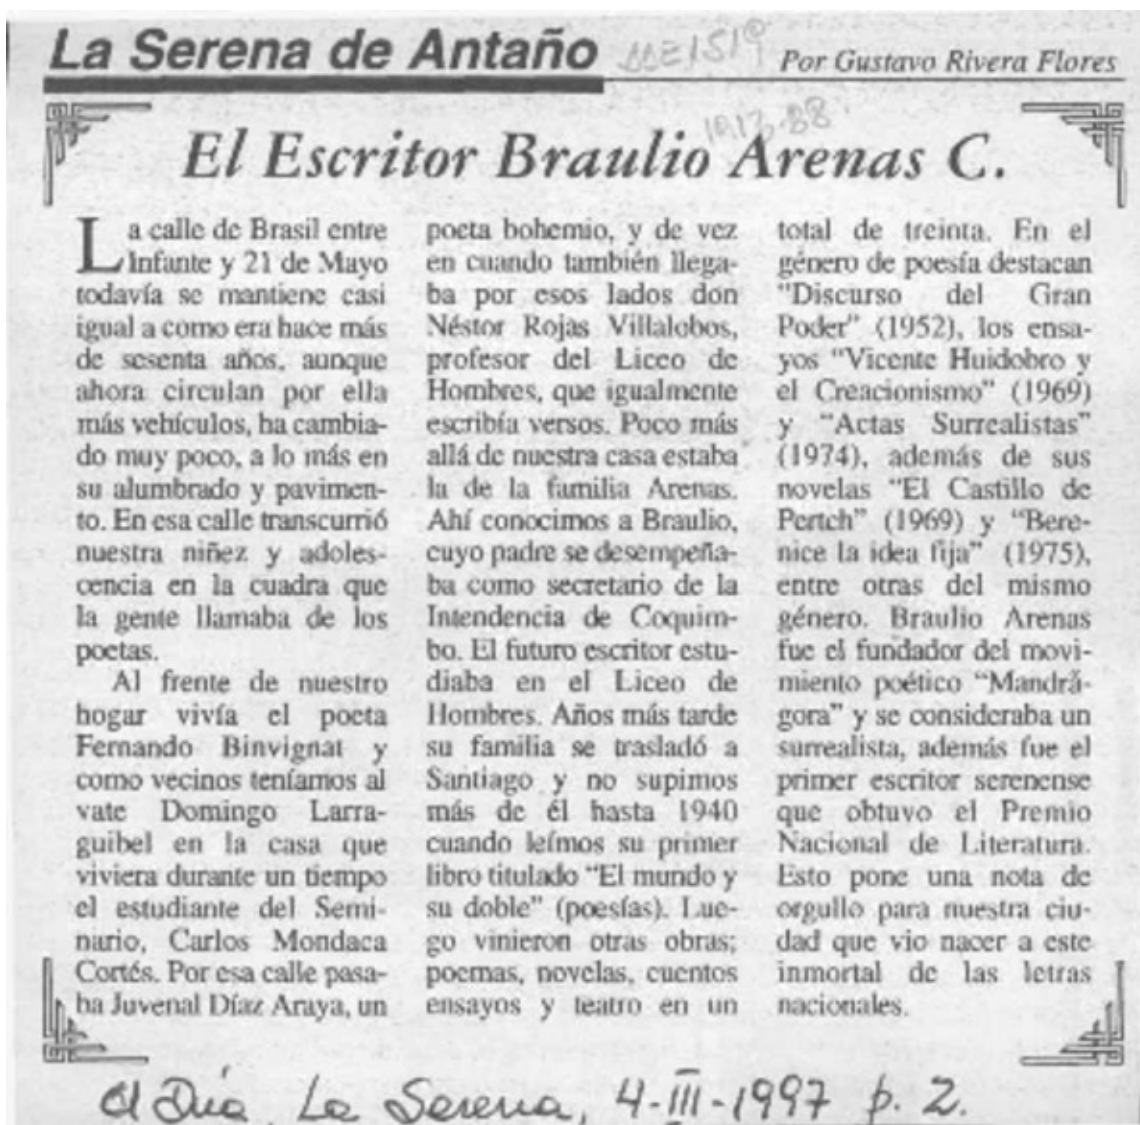 La Serena de Antaño
Por Gustavo Rivera Flores
El Escritor Braulio Arenas C.
La calle de Brasil entre
Infante y 21 de Mayo
todavía se mantiene casi
igual a como era hace más
de sesenta años, aunque
ahora circulan por ella
más vehículos, ha cambia-
do muy poco, a lo más en
su alumbrado y pavimen-
to. En esa calle transcurrió
nuestra niñez y adoles-
cencia en la cuadra que
la gente llamaba de los
poetas.
Al frente de nuestro
hogar vivía el poeta
Fernando Binvignat y
como vecinos teníamos al
vate Domingo Larra-
guibel en la casa que
viviera durante un tiempo
el estudiante del Semi-
nario, Carlos Mondaca
Cortés. Por esa calle pasa-
ba Juvenal Díaz Araya, un
poeta bohemio, y de vez
en cuando también llega-
ba por esos lados don
Néstor Rojas Villalobos,
profesor del Liceo de
Hombres, que igualmente
escribía versos. Poco más
allá de nuestra casa estaba
la de la familia Arenas.
Ahí conocimos a Braulio,
cuyo padre se desempeña-
ba como secretario de la
Intendencia de Coquim-
bo. El futuro escritor estu-
diaba en el Liceo de
Hombres. Años más tarde
su familia se trasladó a
Santiago y no supimos
más de él hasta 1940
cuando leímos su primer
libro titulado "El mundo y
su doble" (poesías). Lue-
go vinieron otras obras;
poemas, novelas, cuentos
ensayos y teatro en un
total de treinta. En el
género de poesía destacan
"Discurso del Gran
Poder" (1952), los ensa-
yos "Vicente Huidobro y
el Creacionismo" (1969)
y "Actas Surrealistas"
(1974), además de sus
novelas "El Castillo de
Pertch" (1969) y "Bere-
nice la idea fija" (1975),
entre otras del mismo
género. Braulio Arenas
fue el fundador del movi-
miento poético "Mandrá-
gora" y se consideraba un
surrealista, además fue el
primer escritor serenense
que obtuvo el Premio
Nacional de Literatura.
Esto pone una nota de
orgullo para nuestra ciu-
dad que vio nacer a este
inmortal de las letras
nacionales.
El Día, La Serena, 4-III-1997 p. 2.